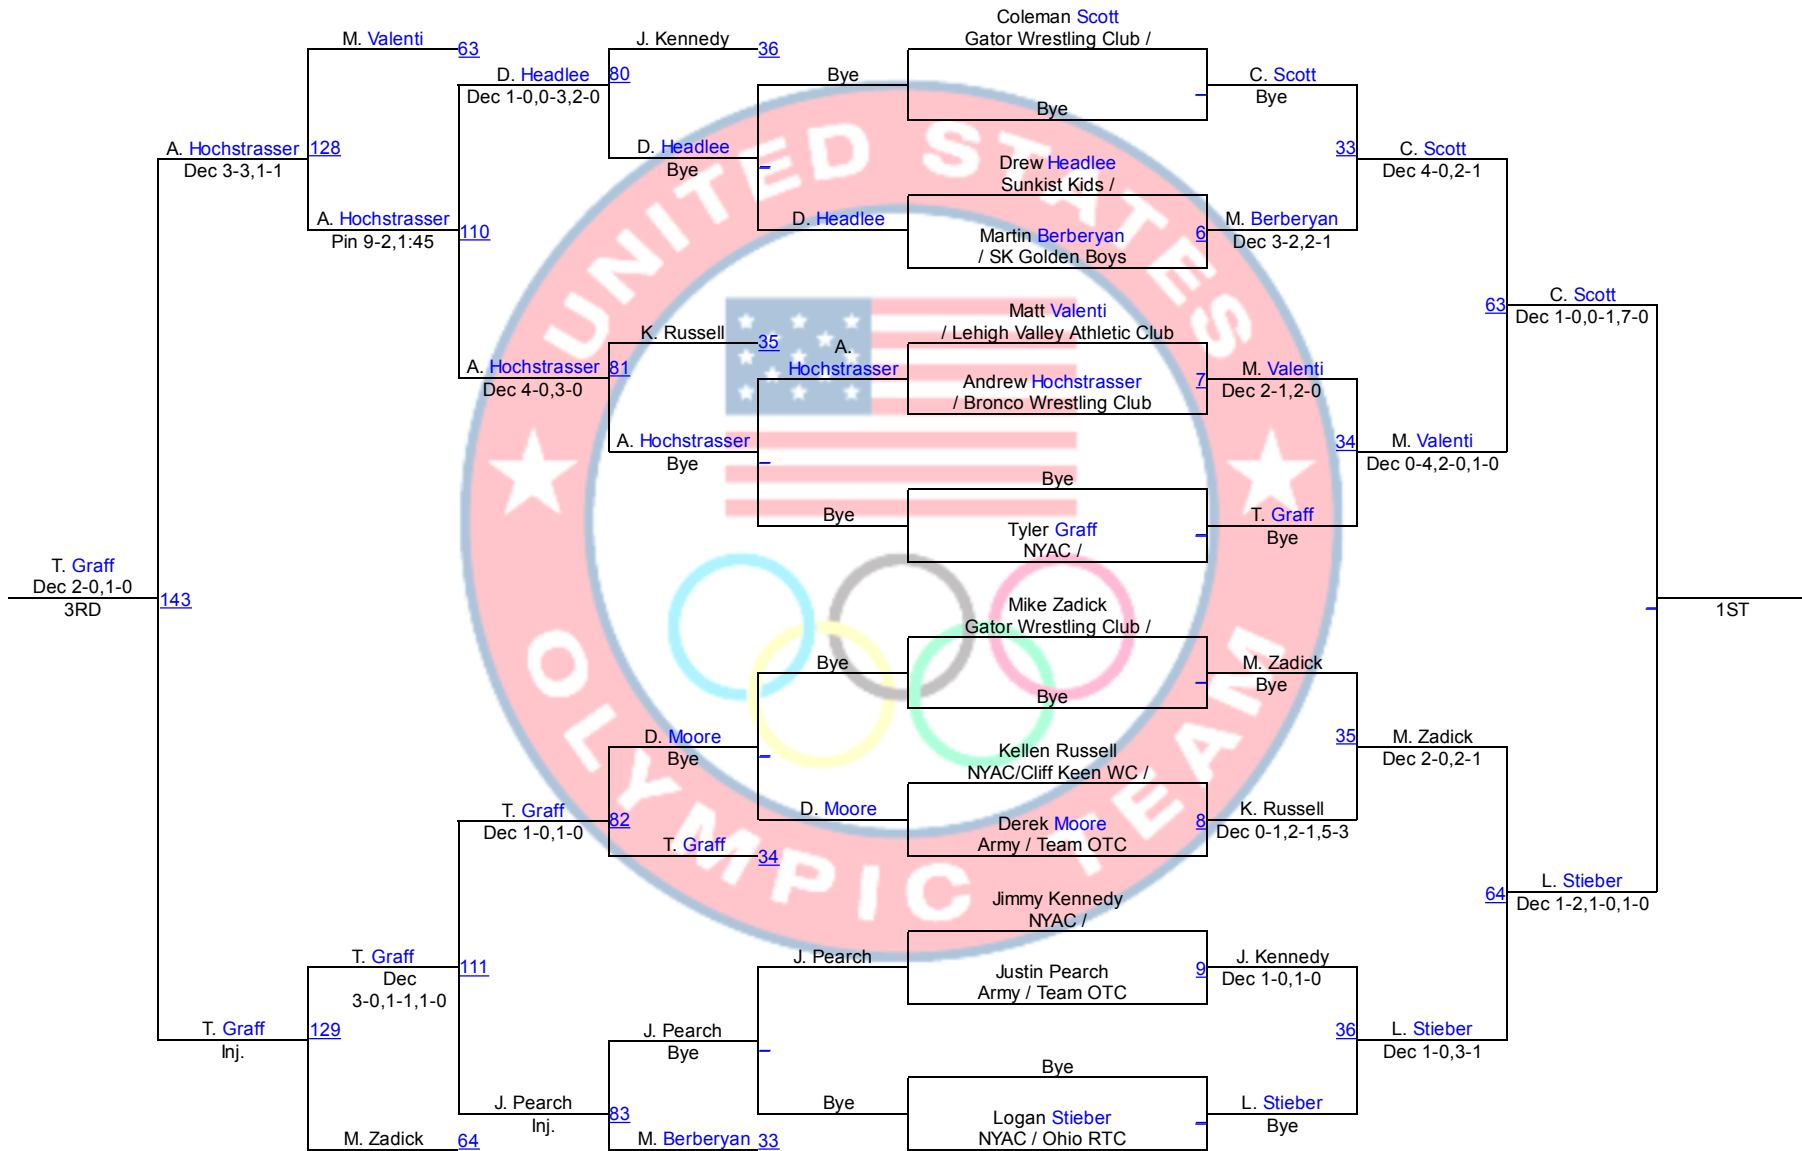 Coleman Scott
Gator Wrestling Club /
M. Valenti
63
J. Kennedy
36
D. Headlee
80
Dec 1-0,0-3,2-0
Bye
Bye
C. Scott
Bye
A. Hochstrasser
128
Dec 3-3,1-1
D. Headlee
Bye
Drew Headlee
Sunkist Kids /
33
C. Scott
Dec 4-0,2-1
A. Hochstrasser
Pin 9-2,1:45
110
D. Headlee
Martin Berberyan
/ SK Golden Boys
6
M. Berberyan
Dec 3-2,2-1
UNITED STATES
Matt Valenti
/ Lehigh Valley Athletic Club
63
C. Scott
Dec 1-0,0-1,7-0
K. Russell
35
A.
Hochstrasser
A. Hochstrasser
81
Dec 4-0,3-0
Andrew Hochstrasser
/ Bronco Wrestling Club
7
M. Valenti
Dec 2-1,2-0
A. Hochstrasser
Bye
34
M. Valenti
Dec 0-4,2-0,1-0
Bye
Bye
Tyler Graff
NYAC /
T. Graff
Bye
T. Graff
Dec 2-0,1-0
3RD
143
1ST
Mike Zadick
Gator Wrestling Club /
Bye
Bye
M. Zadick
Bye
D. Moore
Bye
Kellen Russell
NYAC/Cliff Keen WC /
35
M. Zadick
Dec 2-0,2-1
T. Graff
82
Dec 1-0,1-0
D. Moore
Derek Moore
Army / Team OTC
8
K. Russell
Dec 0-1,2-1,5-3
T. Graff
34
OLYMPIC TEAM
Jimmy Kennedy
NYAC /
64
L. Stieber
Dec 1-2,1-0,1-0
T. Graff
Dec
3-0,1-1,1-0
111
J. Pearch
Justin Pearch
Army / Team OTC
9
J. Kennedy
Dec 1-0,1-0
T. Graff
Inj.
129
J. Pearch
Bye
36
L. Stieber
Dec 1-0,3-1
Bye
J. Pearch
Inj.
83
Bye
Logan Stieber
NYAC / Ohio RTC
L. Stieber
Bye
M. Zadick
64
M. Berberyan
33